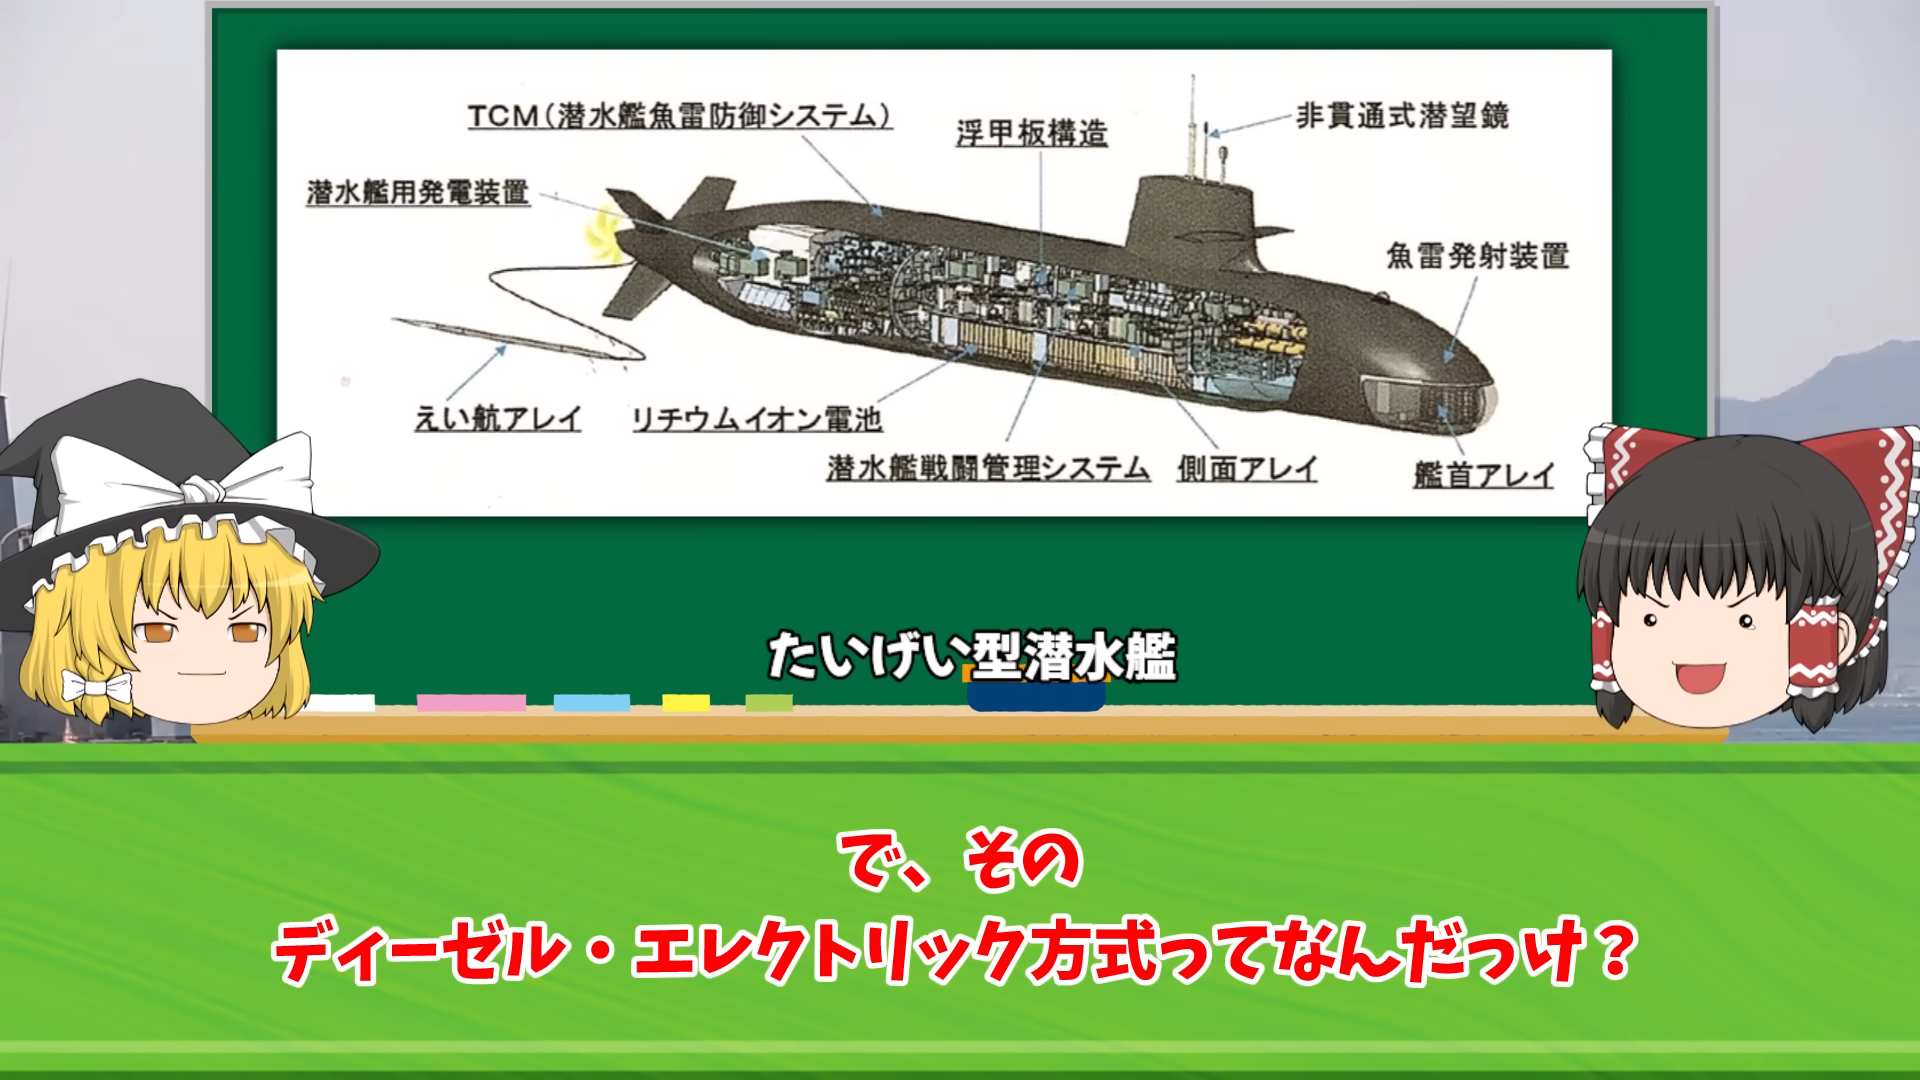 TCM(潜水艦魚雷防御システム)
浮甲板構造
非貫通式潜望鏡
潜水艦用発電装置
魚雷発射装置
えい航アレイ
リチウムイオン電池
潜水艦戦闘管理システム
側面アレイ
艦首アレイ
たいげい型潜水艦
で、その
ディーゼル・エレクトリック方式ってなんだっけ？